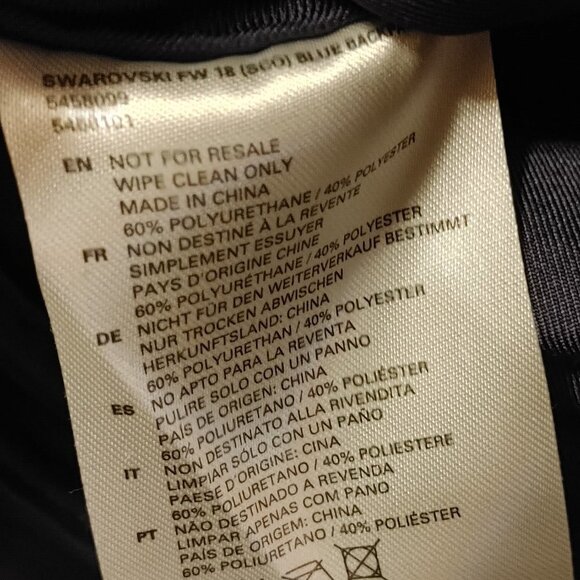 SWAROVSKI FW 18 (SCO) BLUE
5458099
5458101
EN NOT FOR RESALE
WIPE CLEAN ONLY
MADE IN CHINA
60% POLYURETHANE / 40% POLYESTER
FR NON DESTINÉ À LA REVENTE
SIMPLEMENT ESSUYER
PAYS D'ORIGINE CHINE
60% POLYURÉTHANE / 40% POLYESTER
DE NICHT FÜR DEN WEITERVERKAUF BESTIMMT
NUR TROCKEN ABWISCHEN
HERKUNFTSLAND: CHINA
60% POLYURETHAN / 40% POLYESTER
ES NO APTO PARA LA REVENTA
PULIRE SOLO CON UN PANNO
PAÍS DE ORIGEN: CHINA
60% POLIURETANO / 40% POLIÉSTER
IT NON DESTINATO ALLA RIVENDITA
LIMPIAR SÓLO CON UN PAÑO
PAESE D'ORIGINE: CINA
60% POLIURETANO / 40% POLIESTERE
PT NÃO DESTINADO A REVENDA
LIMPAR APENAS COM PANO
PAÍS DE ORIGEM: CHINA
60% POLIURETANO / 40% POLIÉSTER